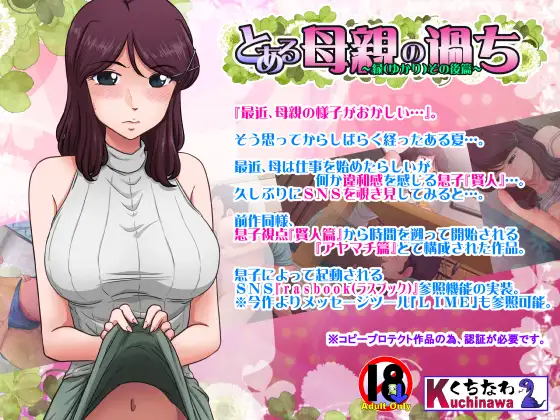 とある母親の過ち
～縁(ゆかり)その後篇～
『最近、母親の様子がおかしい…』。
そう思ってからしばらく経ったある夏…。
最近、母は仕事を始めたらしいが
何か違和感を感じる息子『賢人』…。
久しぶりにSNSを覗き見してみると…。
前作同様、
息子視点『賢人篇』から時間を遡って開始される
『アヤマチ篇』とで構成された作品。
息子によって起動される
SNS『rasbook(ラスブック)』参照機能の実装。
※今作よりメッセージツール『LIME』も参照可能。
※コピープロテクト作品の為、認証が必要です。
18
Adult Only
くちなわ
Kuchinawa